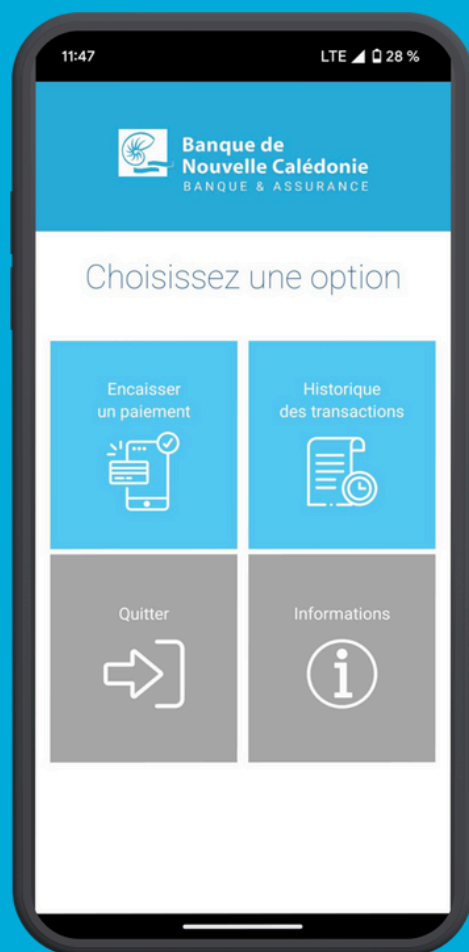 11:47 LTE 28 %
Banque de
Nouvelle Calédonie
BANQUE & ASSURANCE
Choisissez une option
Encaisser
un paiement
Historique
des transactions
Quitter
Informations